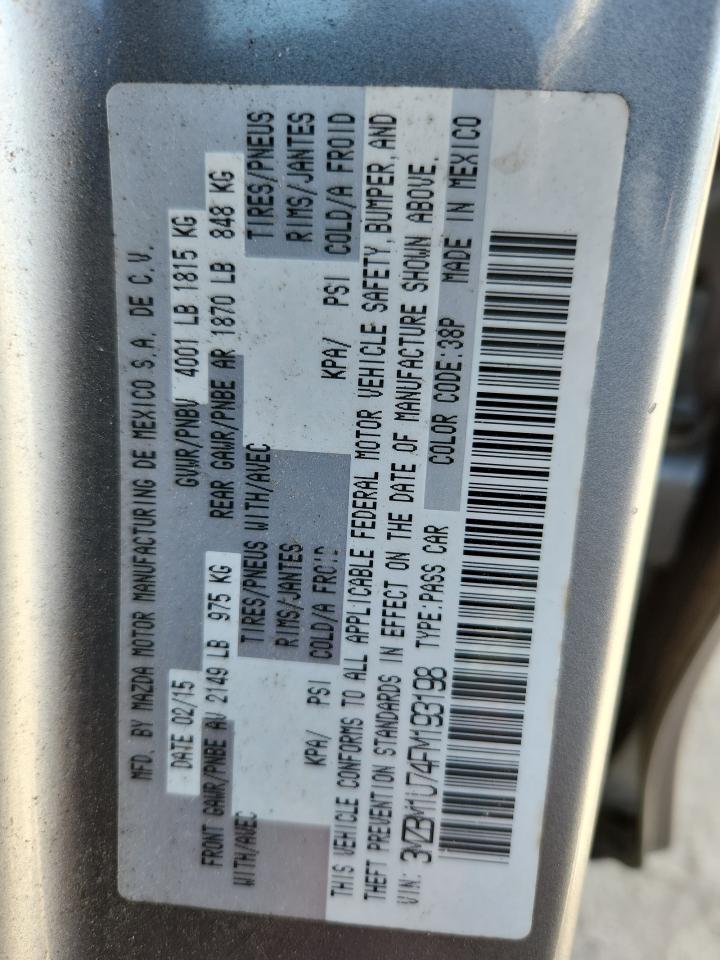 MFD. BY MAZDA MOTOR MANUFACTURING DE MEXICO S.A. DE C.V.
DATE 02/15 GVWR/PNBV 4001 LB 1815 KG
FRONT GAWR/PNBE AV 2149 LB 975 KG REAR GAWR/PNBE AR 1870 LB 848 KG
WITH/AVEC TIRES/PNEUS WITH/AVEC TIRES/PNEUS
RIMS/JANTES RIMS/JANTES
KPA/ PSI COLD/A FROID KPA/ PSI COLD/A FROID
THIS VEHICLE CONFORMS TO ALL APPLICABLE FEDERAL MOTOR VEHICLE SAFETY, BUMPER, AND
THEFT PREVENTION STANDARDS IN EFFECT ON THE DATE OF MANUFACTURE SHOWN ABOVE.
VIN: 3MZBM1U74FM193198 TYPE:PASS CAR COLOR CODE:38P MADE IN MEXICO